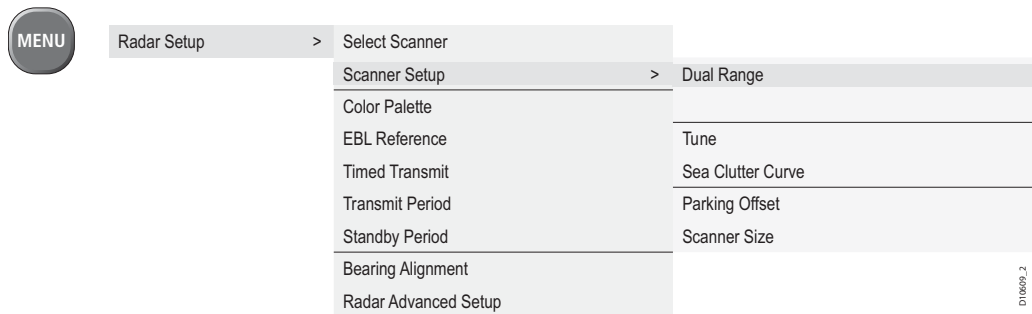 MENU
Radar Setup >
Select Scanner
Scanner Setup >
Color Palette
EBL Reference
Timed Transmit
Transmit Period
Standby Period
Bearing Alignment
Radar Advanced Setup
Dual Range
Tune
Sea Clutter Curve
Parking Offset
Scanner Size
D10609_2